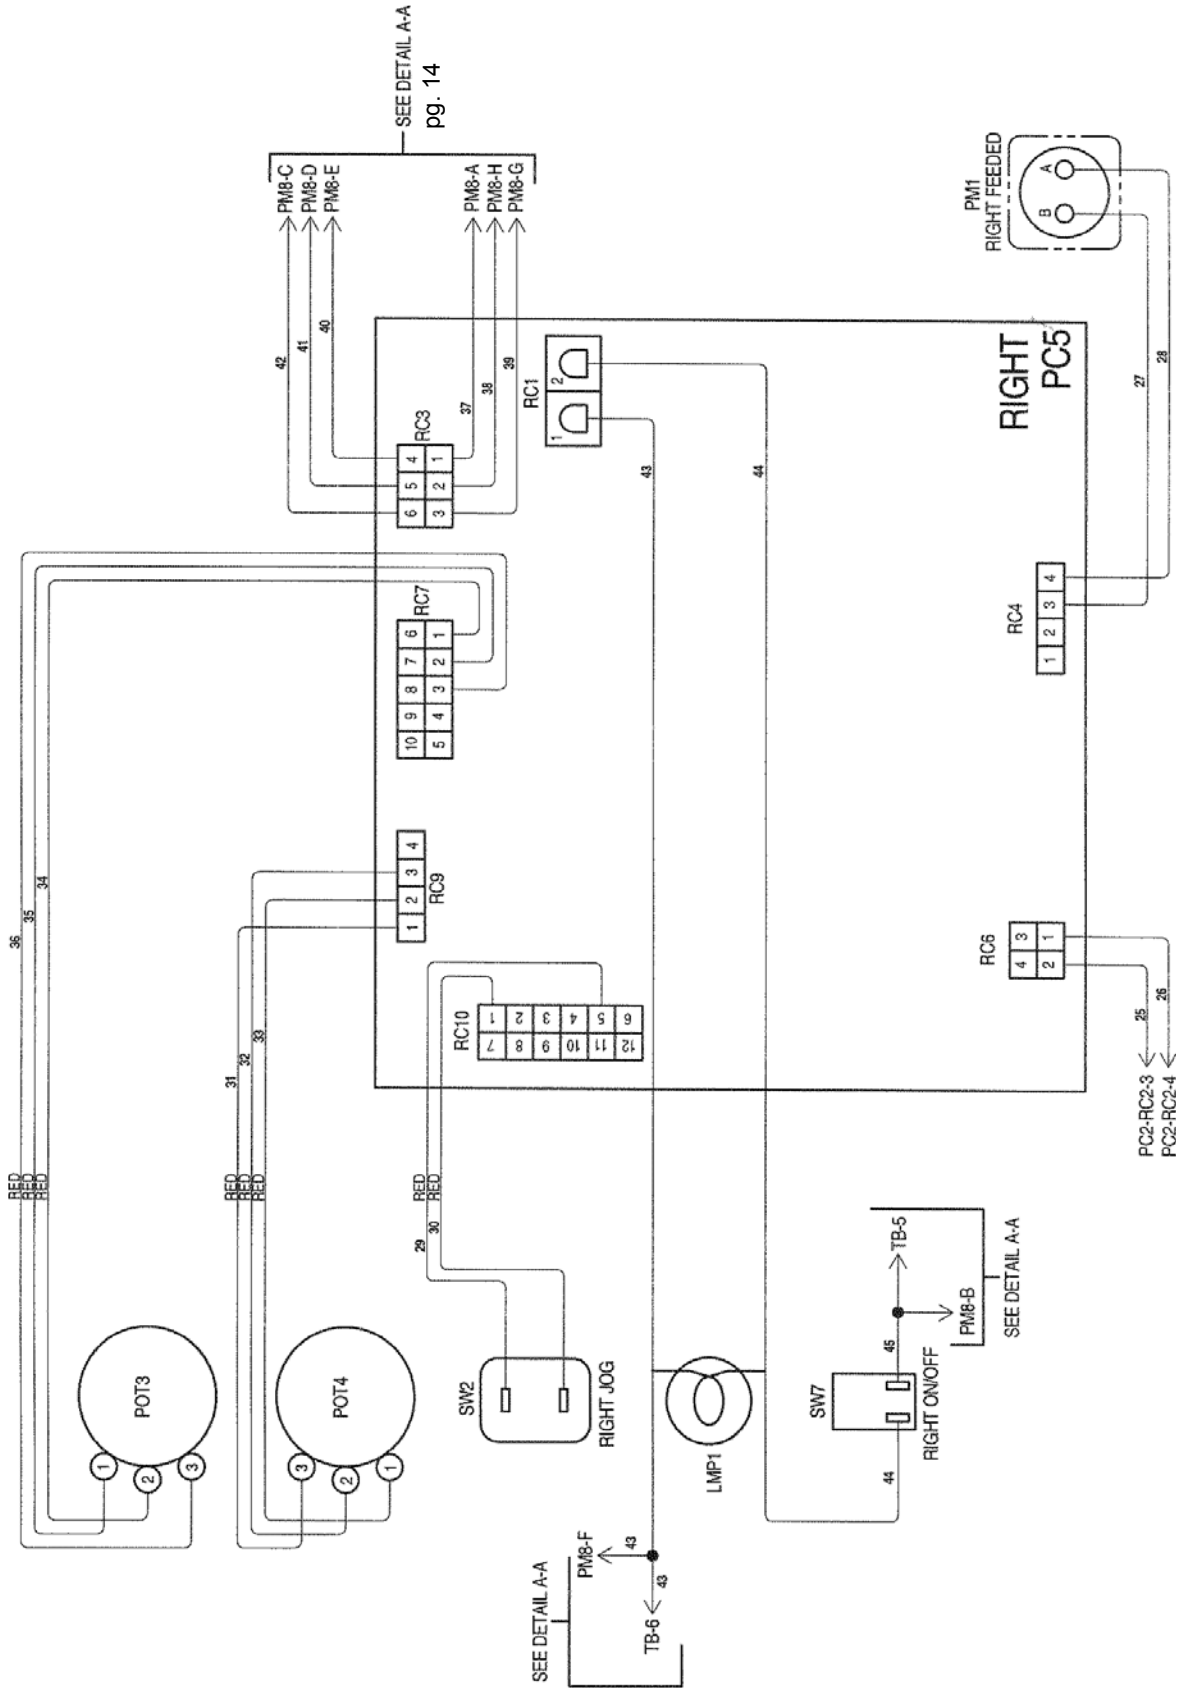 SEE DETAIL A-A
pg. 14
PM8-C
PM8-D
PM8-E
PM8-A
PM8-H
PM8-G
42
41
40
37
38
39
RC3
6 5 4
3 2 1
RC1
1 2
43
44
RIGHT
PC5
PM1
RIGHT FEEDED
B A
27
28
RC4
1 2 3 4
RC7
10 9 8 7 6
5 4 3 2 1
36
35
34
RED
RED
RED
RC9
1 2 3 4
31
32
33
RED
RED
RED
RC10
1 2 3 4 5 6
7 8 9 10 11 12
RED
RED
29
30
RC6
4 3
2 1
25
26
PC2-RC2-3
PC2-RC2-4
POT3
1
2
3
POT4
3
2
1
SW2
RIGHT JOG
LMP1
SW7
RIGHT ON/OFF
44
45
TB-5
PM8-B
SEE DETAIL A-A
SEE DETAIL A-A
PM8-F
43
43
TB-6